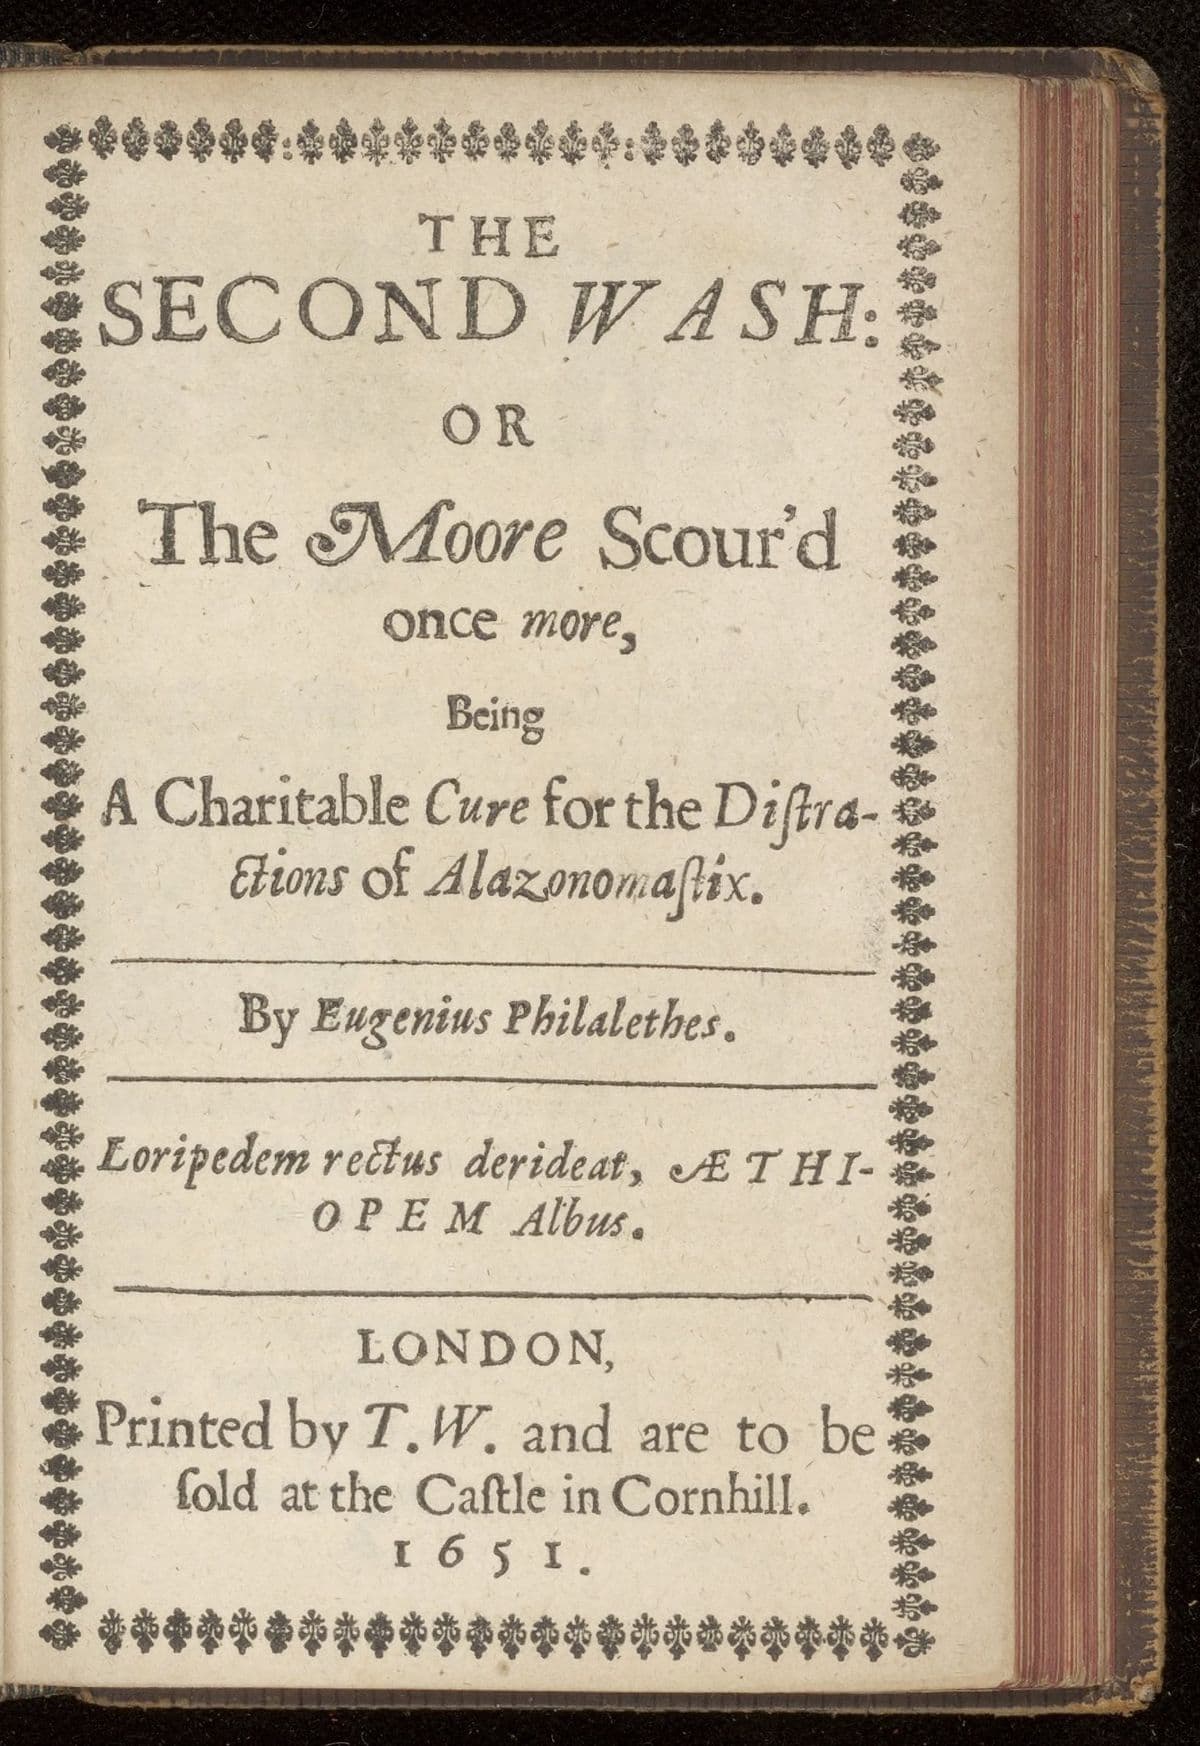 THE
SECOND WASH:
OR
The Moore Scour'd
once more,
Being
A Charitable Cure for the Diſtra-
ctions of Alazonomaſtix.
By Eugenius Philalethes.
Loripedem rectus derideat, ÆTHI-
OPEM Albus.
LONDON,
Printed by T. W. and are to be
ſold at the Caſtle in Cornhill.
1651.